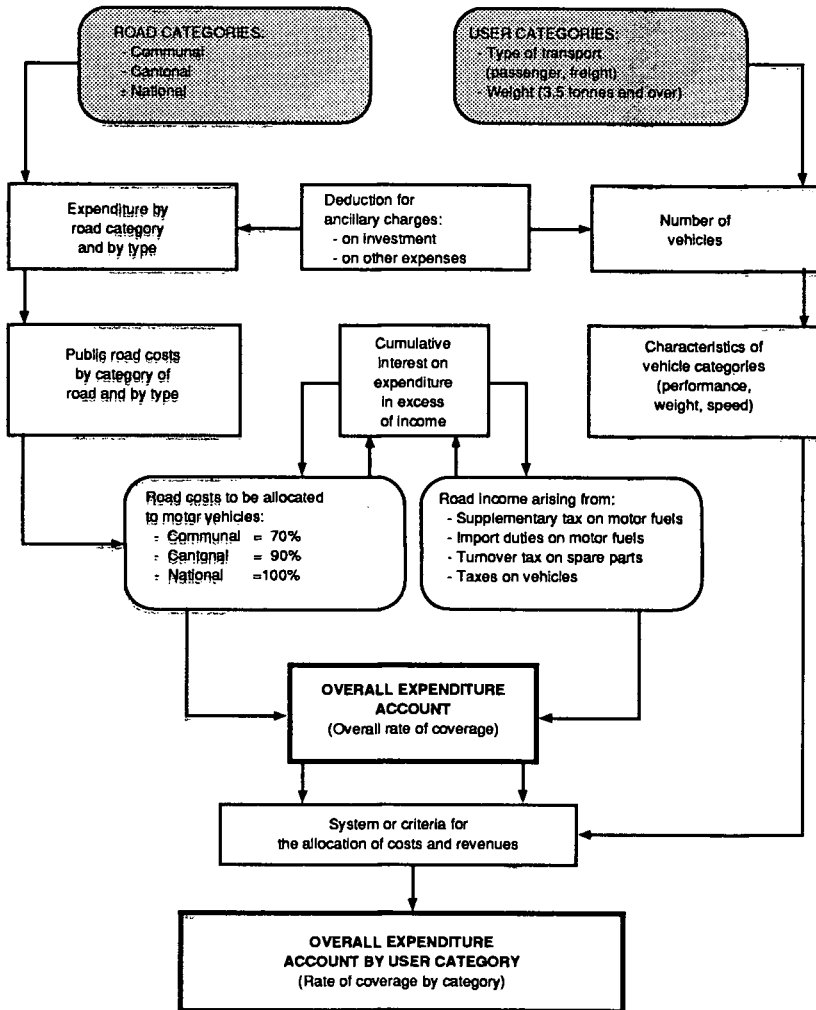 ROAD CATEGORIES:
- Communal
- Cantonal
- National
USER CATEGORIES:
- Type of transport
(passenger, freight)
- Weight (3.5 tonnes and over)
Expenditure by
road category
and by type
Deduction for
ancillary charges:
- on investment
- on other expenses
Number of
vehicles
Public road costs
by category of
road and by type
Cumulative
interest on
expenditure
in excess
of income
Characteristics of
vehicle categories
(performance,
weight, speed)
Road costs to be allocated
to motor vehicles:
- Communal = 70%
- Cantonal = 90%
- National =100%
Road income arising from:
- Supplementary tax on motor fuels
- Import duties on motor fuels
- Turnover tax on spare parts
- Taxes on vehicles
OVERALL EXPENDITURE
ACCOUNT
(Overall rate of coverage)
System or criteria for
the allocation of costs and revenues
OVERALL EXPENDITURE
ACCOUNT BY USER CATEGORY
(Rate of coverage by category)